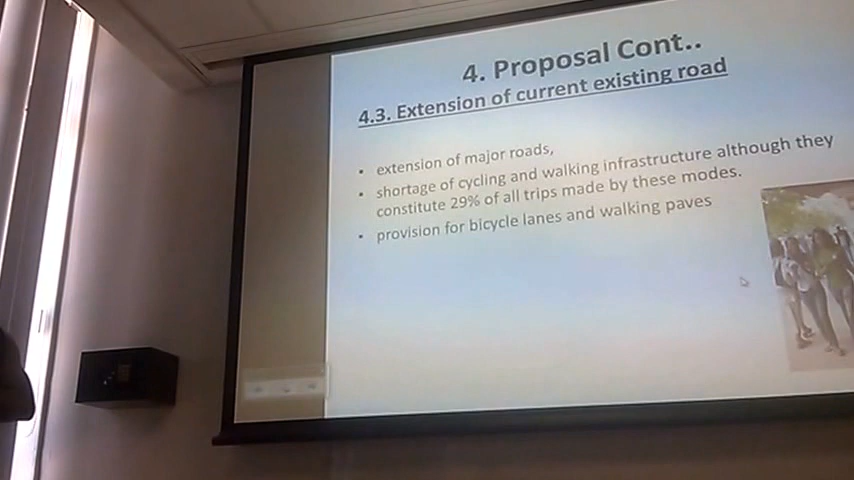 4. Proposal Cont..
4.3. Extension of current existing road
▪ extension of major roads,
▪ shortage of cycling and walking infrastructure although they
constitute 29% of all trips made by these modes.
▪ provision for bicycle lanes and walking paves